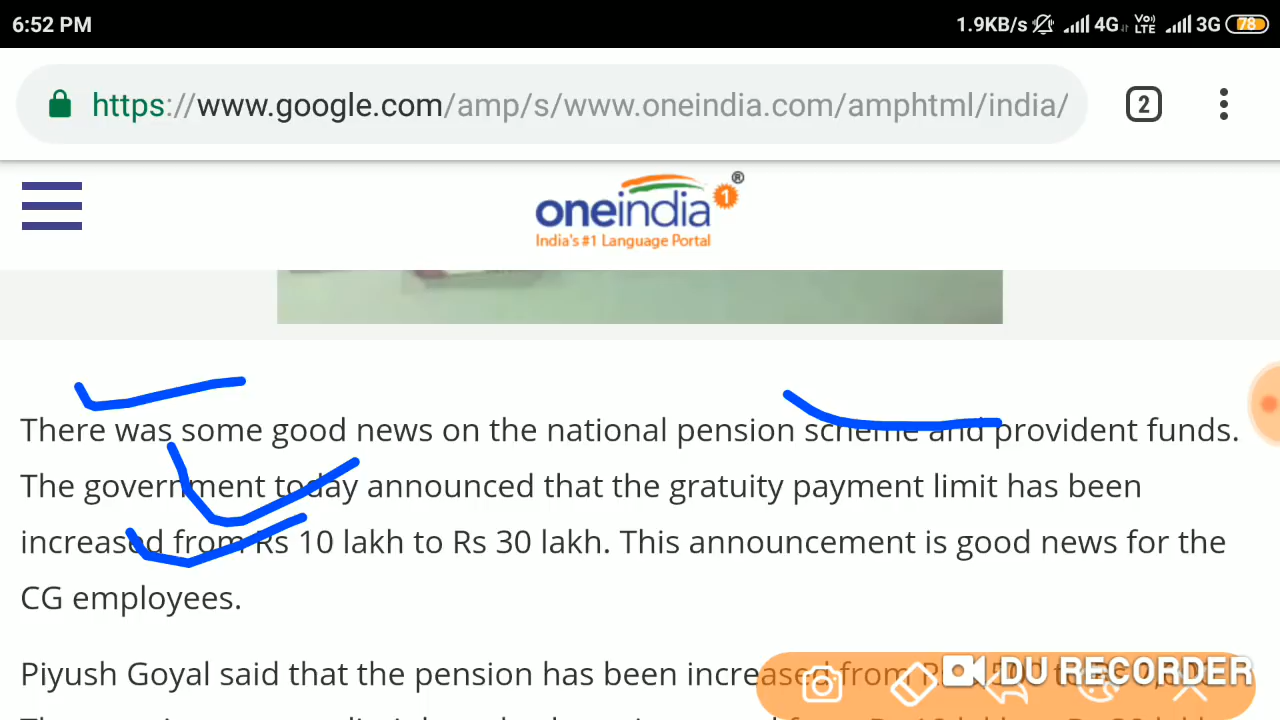 6:52 PM 1.9KB/s 4G Vo) LTE 3G 78
https://www.google.com/amp/s/www.oneindia.com/amphtml/india/ 2
oneindia 1 ®
India's #1 Language Portal
There was some good news on the national pension scheme and provident funds.
The government today announced that the gratuity payment limit has been
increased from Rs 10 lakh to Rs 30 lakh. This announcement is good news for the
CG employees.
Piyush Goyal said that the pension has been increased from
DU RECORDER